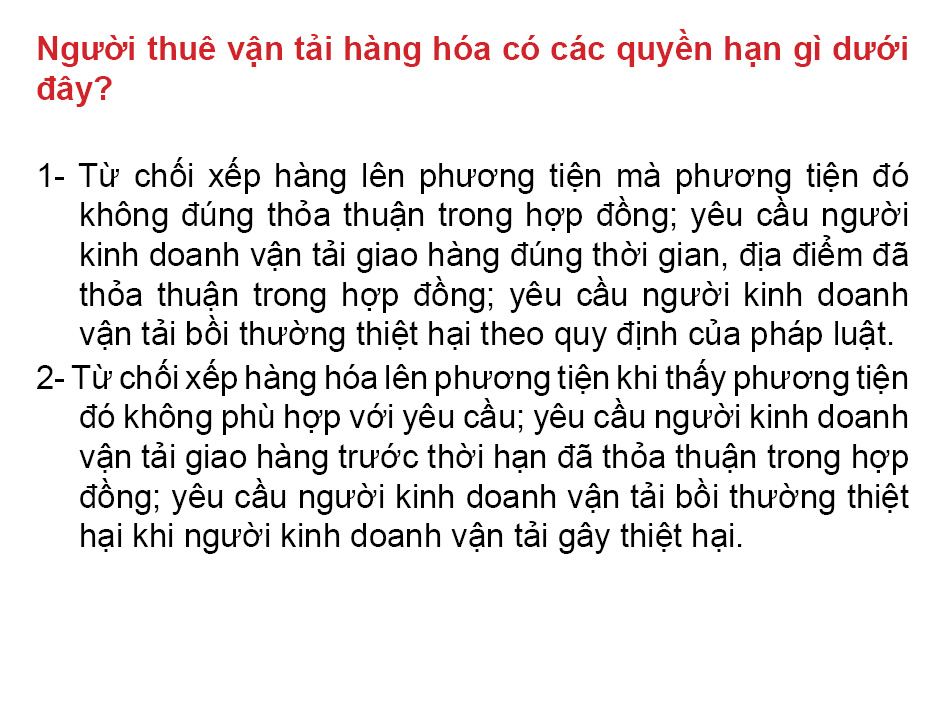 Người thuê vận tải hàng hóa có các quyền hạn gì dưới
đây?
1- Từ chối xếp hàng lên phương tiện mà phương tiện đó
không đúng thỏa thuận trong hợp đồng; yêu cầu người
kinh doanh vận tải giao hàng đúng thời gian, địa điểm đã
thỏa thuận trong hợp đồng; yêu cầu người kinh doanh
vận tải bồi thường thiệt hại theo quy định của pháp luật.
2- Từ chối xếp hàng hóa lên phương tiện khi thấy phương tiện
đó không phù hợp với yêu cầu; yêu cầu người kinh doanh
vận tải giao hàng trước thời hạn đã thỏa thuận trong hợp
đồng; yêu cầu người kinh doanh vận tải bồi thường thiệt
hại khi người kinh doanh vận tải gây thiệt hại.